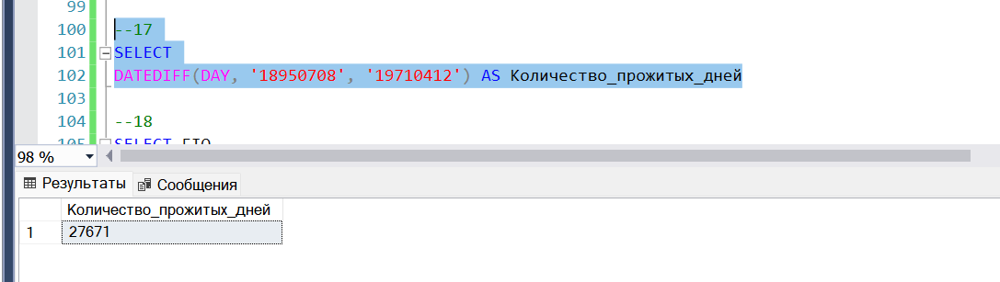 99
100 --17
101 SELECT
102 DATEDIFF(DAY, '18950708', '19710412') AS Количество_прожитых_дней
103
104 --18
105 SELECT ГТО
98 %
Результаты Сообщения
Количество_прожитых_дней
1 27671